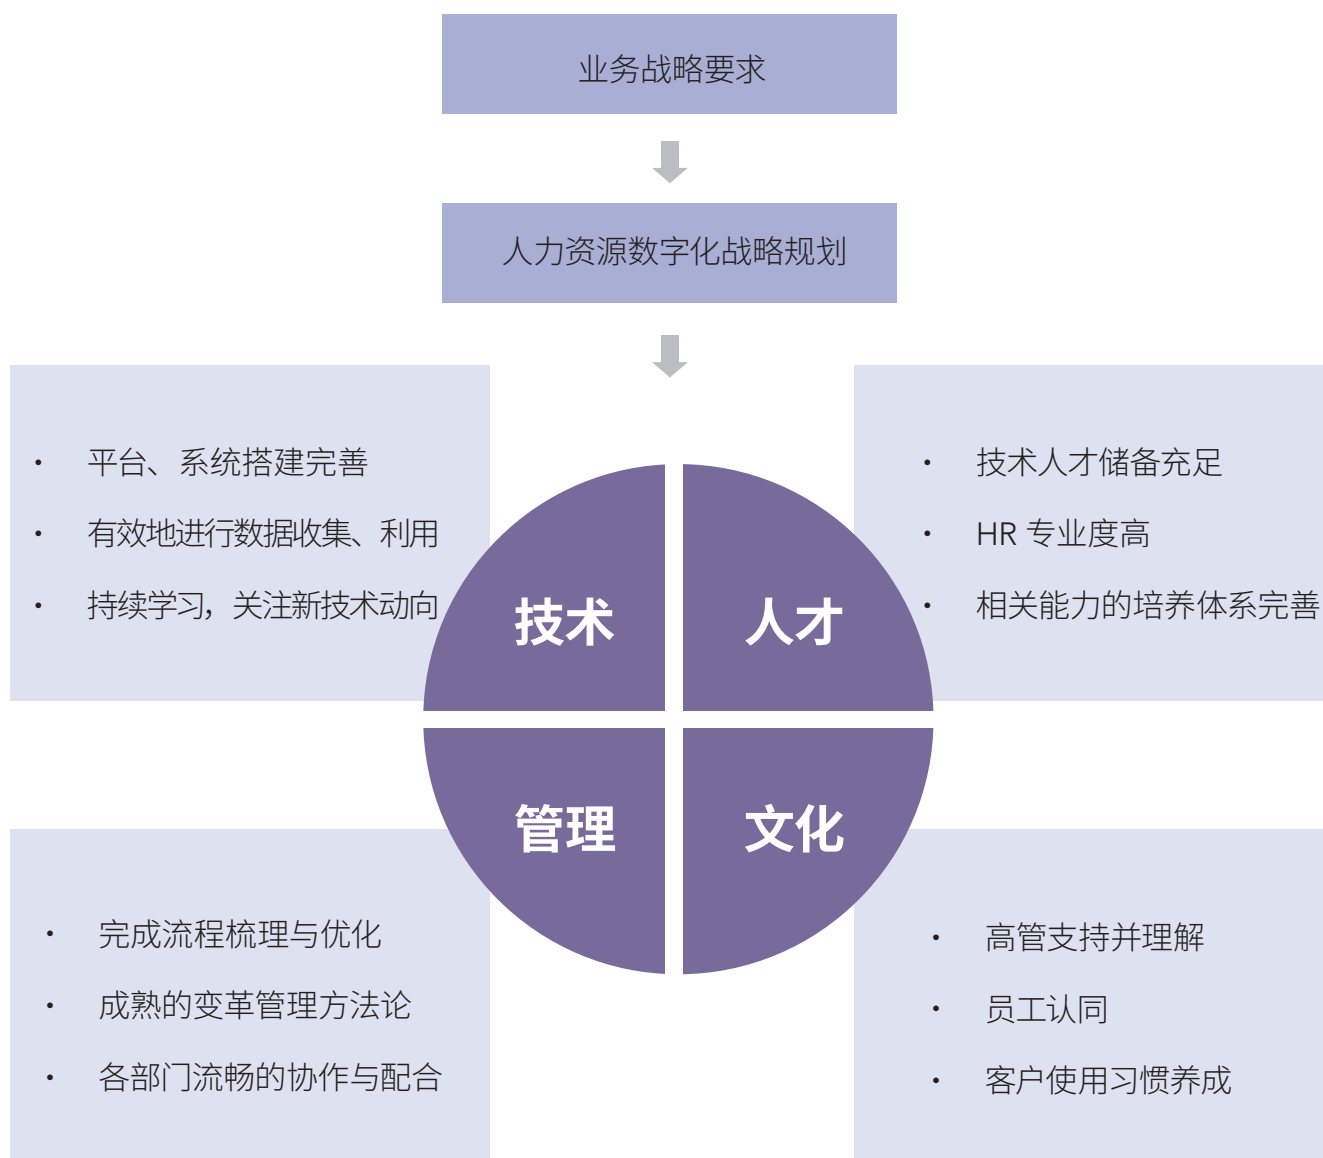 业务战略要求
人力资源数字化战略规划
• 平台、系统搭建完善
• 有效地进行数据收集、利用
• 持续学习，关注新技术动向
技术
人才
• 技术人才储备充足
• HR 专业度高
• 相关能力的培养体系完善
管理
文化
• 完成流程梳理与优化
• 成熟的变革管理方法论
• 各部门流畅的协作与配合
• 高管支持并理解
• 员工认同
• 客户使用习惯养成